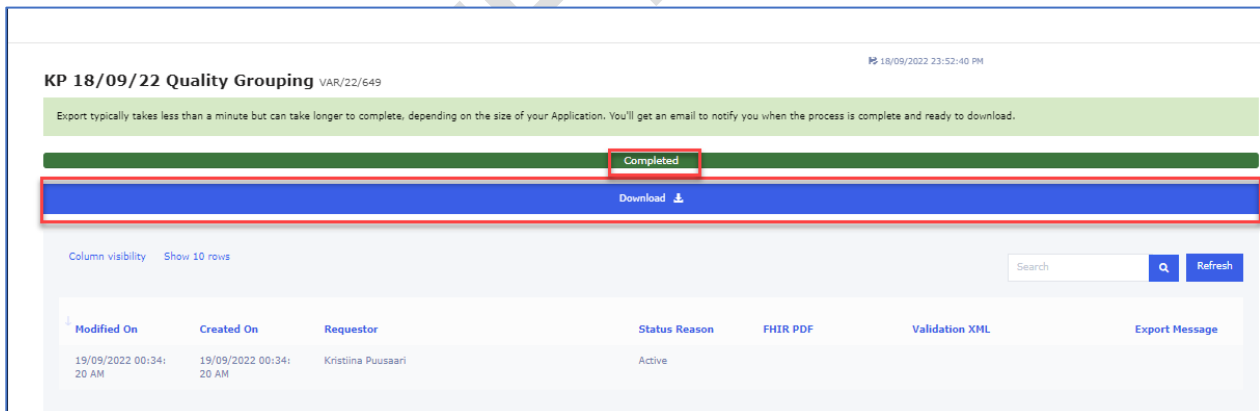 18/09/2022 23:52:40 PM
KP 18/09/22 Quality Grouping VAR/22/649
Export typically takes less than a minute but can take longer to complete, depending on the size of your Application. You'll get an email to notify you when the process is complete and ready to download.
Completed
Download
Column visibility Show 10 rows
Search Refresh
Modified On Created On Requestor Status Reason FHIR PDF Validation XML Export Message
19/09/2022 00:34: 19/09/2022 00:34: Kristiina Puusaari Active
20 AM 20 AM